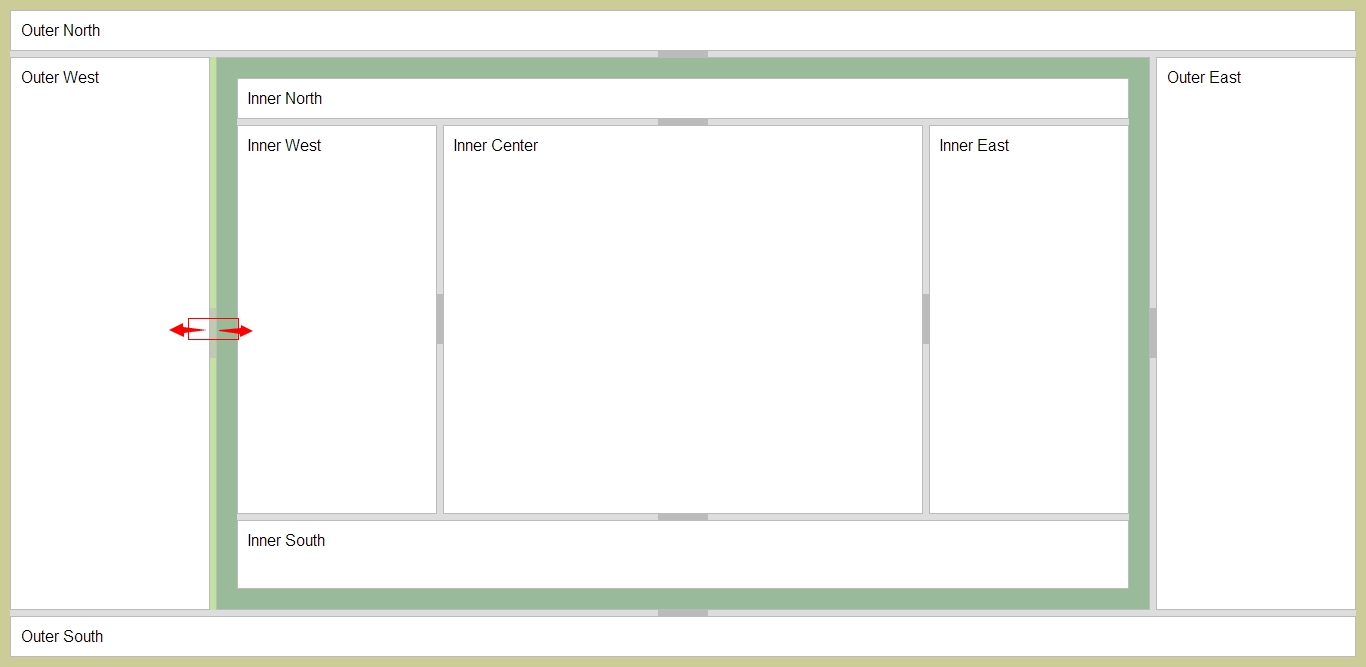 Outer North
Outer West
Outer East
Inner North
Inner West
Inner Center
Inner East
Inner South
Outer South